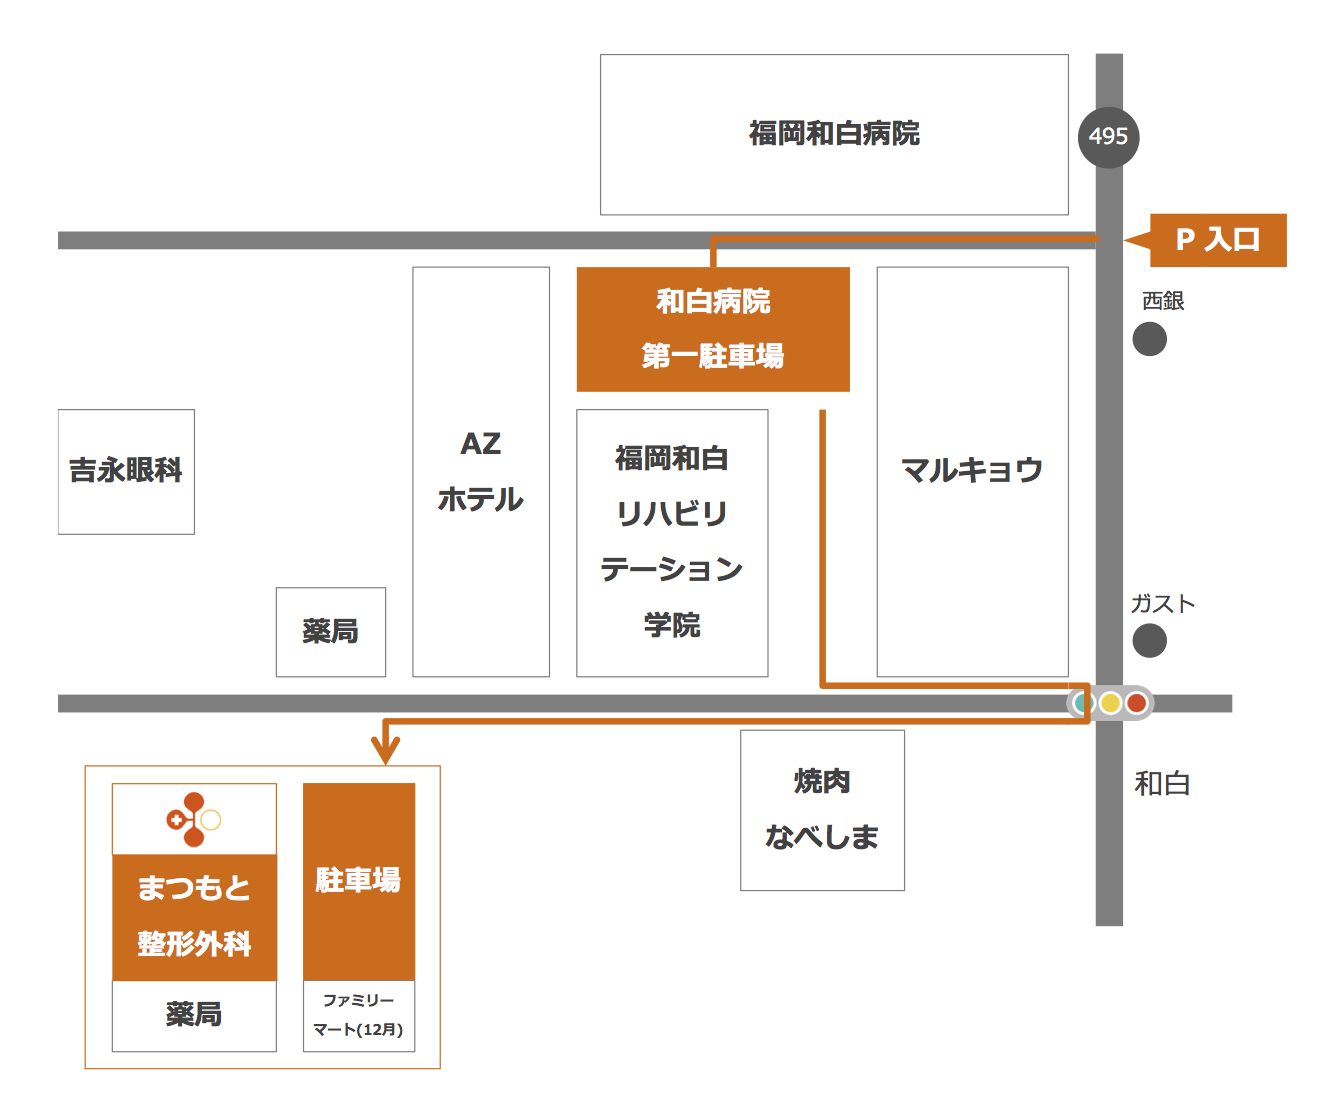 福岡和白病院
495
P 入口
和白病院
第一駐車場
西銀
吉永眼科
AZ
ホテル
福岡和白
リハビリ
テーション
学院
マルキョウ
薬局
ガスト
和白
焼肉
なべしま
まつもと
整形外科
薬局
駐車場
ファミリー
マート(12月)